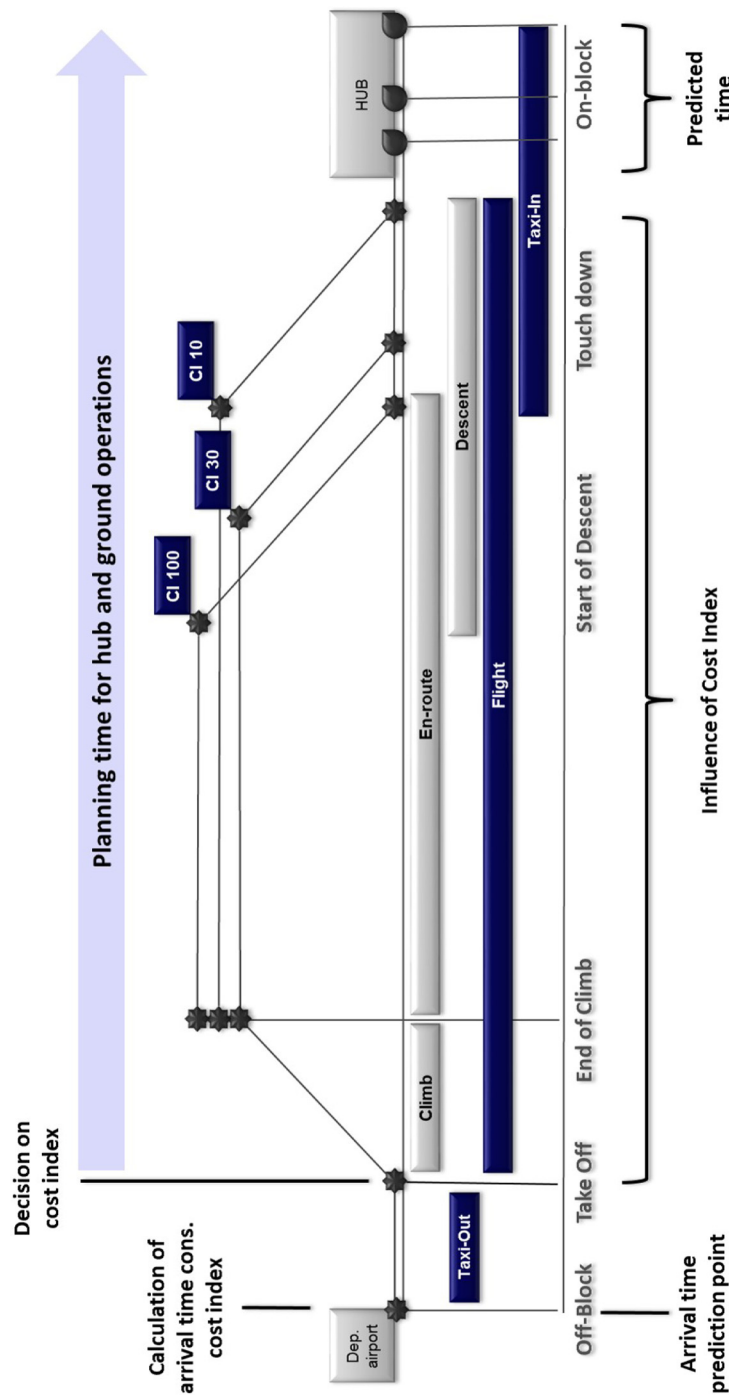 Planning time for hub and ground operations
Decision on
cost index
Calculation of
arrival time cons.
cost index
CI 100
CI 30
CI 10
Dep.
airport
HUB
Climb
En-route
Descent
Taxi-Out
Flight
Taxi-In
Off-Block
Take Off
End of Climb
Start of Descent
Touch down
On-block
Arrival time
prediction point
Influence of Cost Index
Predicted
time